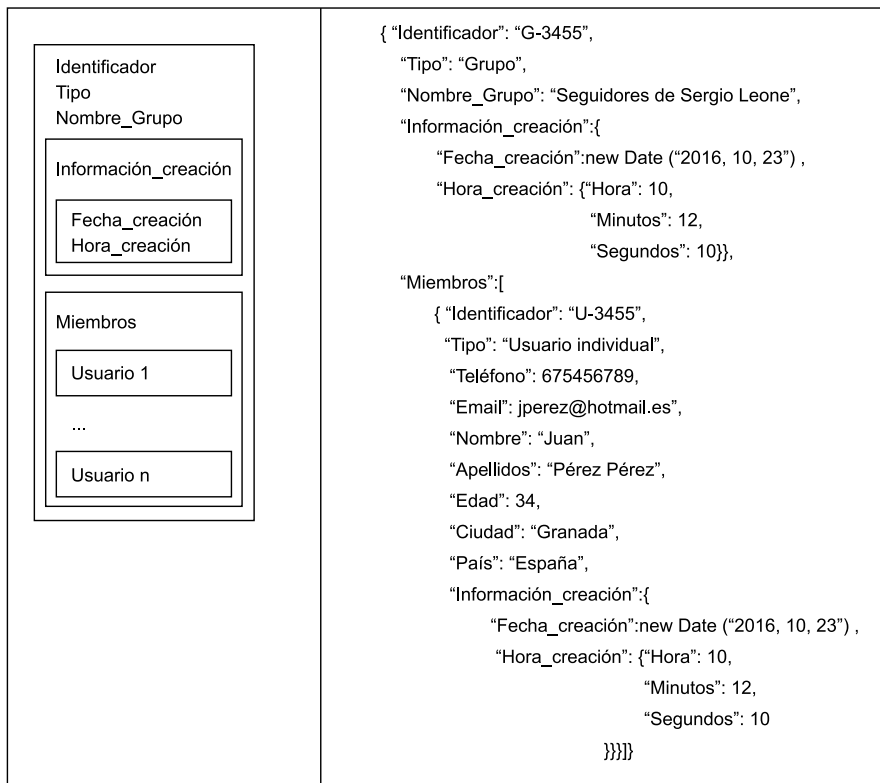 Identificador
Tipo
Nombre_Grupo
Información_creación
Fecha_creación
Hora_creación
Miembros
Usuario 1
...
Usuario n
{ “Identificador”: “G-3455”,
“Tipo”: “Grupo”,
“Nombre_Grupo”: “Seguidores de Sergio Leone”,
“Información_creación”:{
“Fecha_creación”:new Date (“2016, 10, 23”) ,
“Hora_creación”: {“Hora”: 10,
“Minutos”: 12,
“Segundos”: 10}},
“Miembros”:[
{ “Identificador”: “U-3455”,
“Tipo”: “Usuario individual”,
“Teléfono”: 675456789,
“Email”: jperez@hotmail.es”,
“Nombre”: “Juan”,
“Apellidos”: “Pérez Pérez”,
“Edad”: 34,
“Ciudad”: “Granada”,
“País”: “España”,
“Información_creación”:{
“Fecha_creación”:new Date (“2016, 10, 23”) ,
“Hora_creación”: {“Hora”: 10,
“Minutos”: 12,
“Segundos”: 10
}}}]}